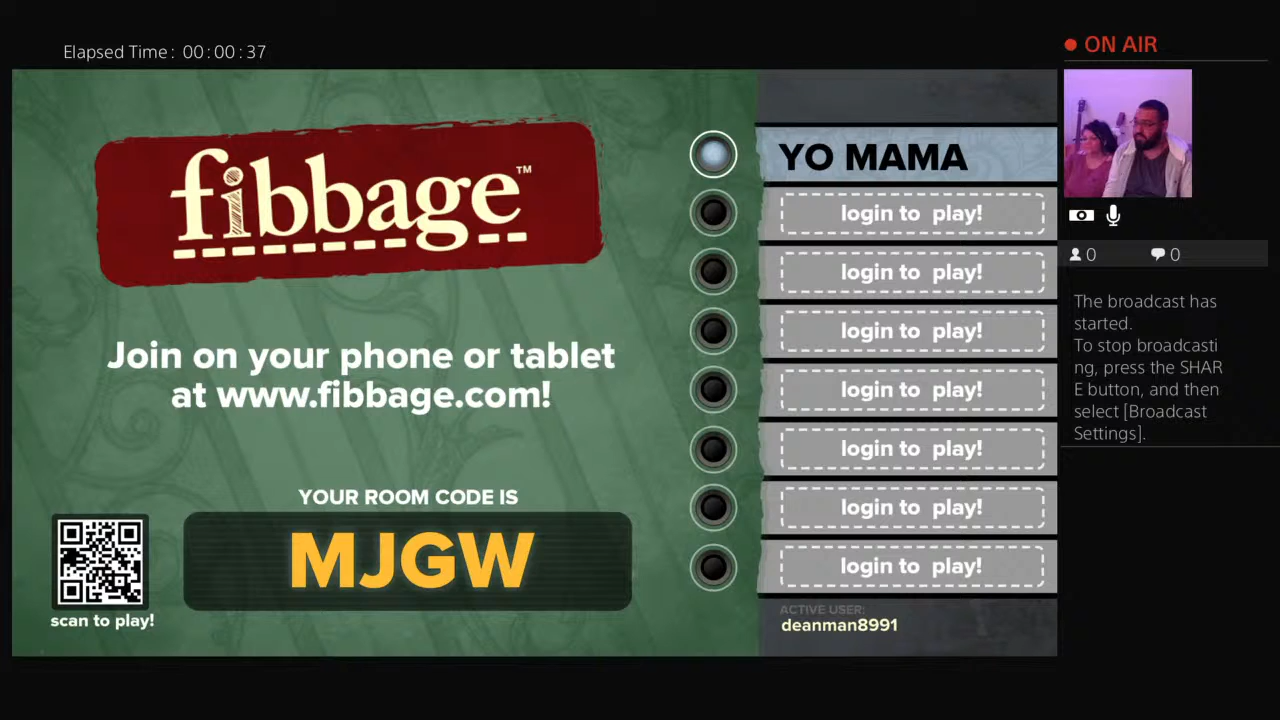 Elapsed Time: 00:00:37
ON AIR
fibbage™
Join on your phone or tablet
at www.fibbage.com!
YOUR ROOM CODE IS
MJGW
scan to play!
YO MAMA
login to play!
login to play!
login to play!
login to play!
login to play!
login to play!
login to play!
ACTIVE USER:
deanman8991
0
0
The broadcast has
started.
To stop broadcasti
ng, press the SHAR
E button, and then
select [Broadcast
Settings].